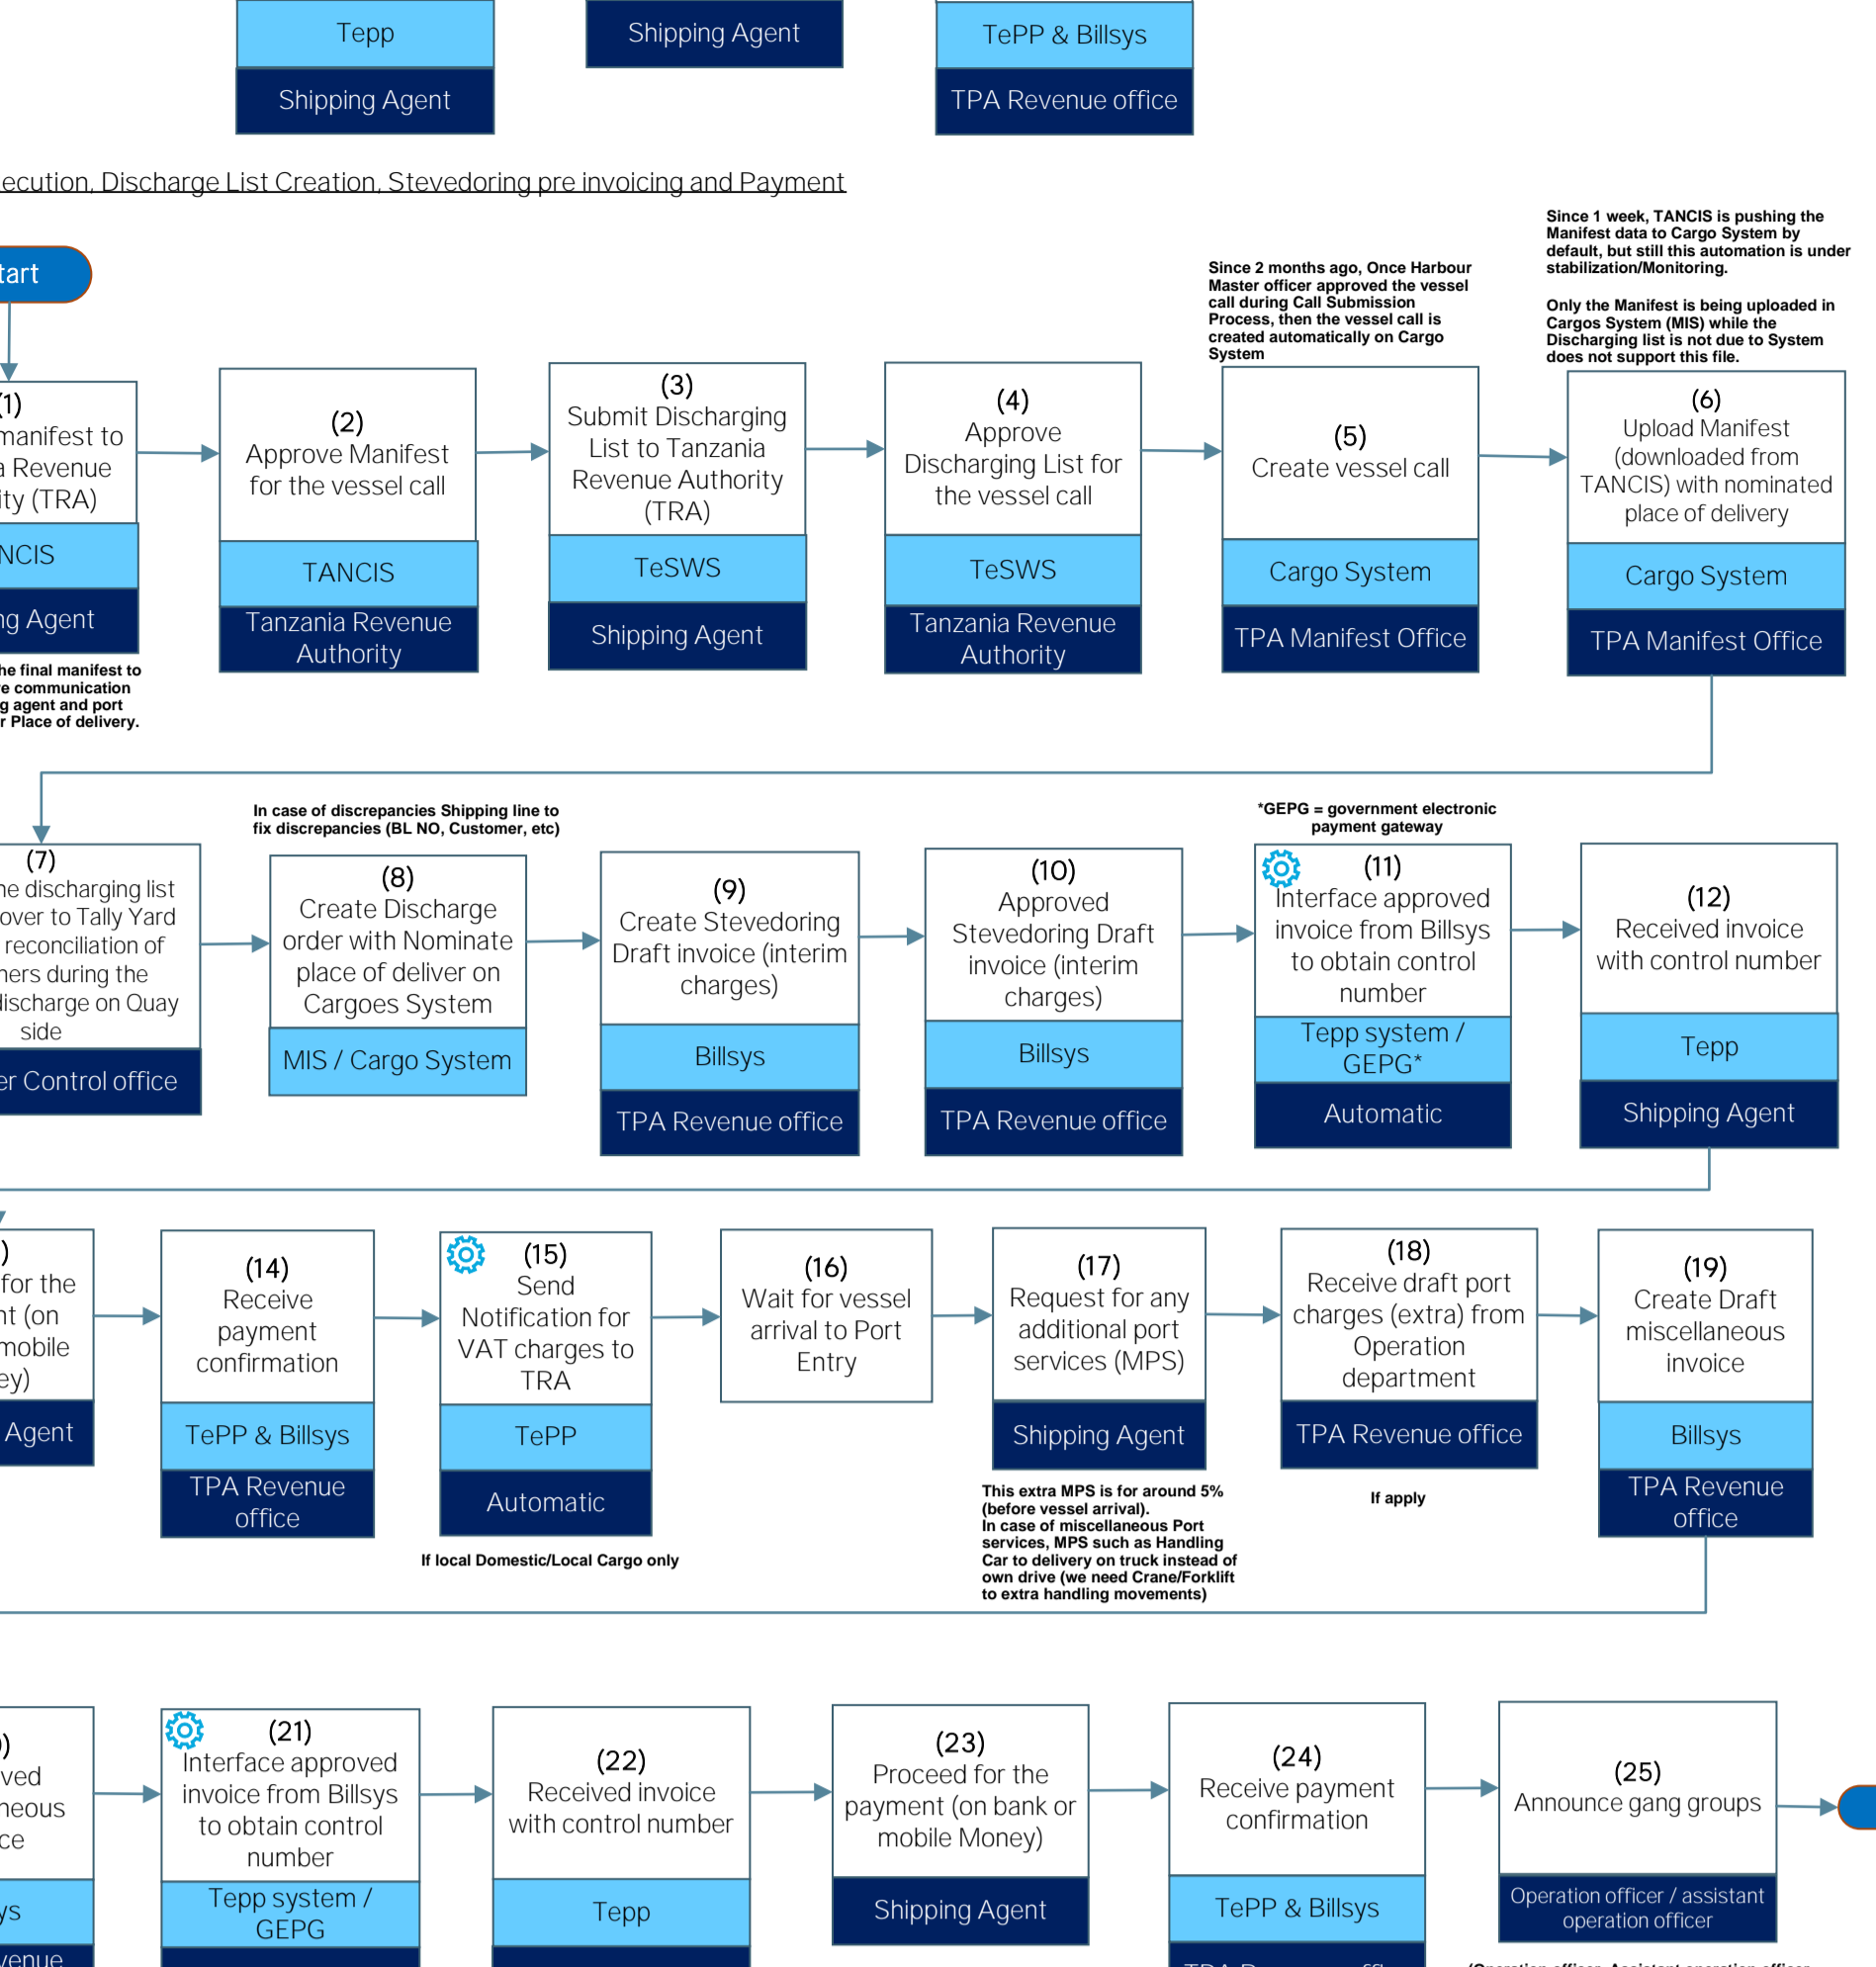 Tepp
Shipping Agent
Shipping Agent
TePP & Billsys
TPA Revenue office
ecution, Discharge List Creation, Stevedoring pre invoicing and Payment
tart
Since 2 months ago, Once Harbour
Master officer approved the vessel
call during Call Submission
Process, then the vessel call is
created automatically on Cargo
System
Since 1 week, TANCIS is pushing the
Manifest data to Cargo System by
default, but still this automation is under
stabilization/Monitoring.
Only the Manifest is being uploaded in
Cargos System (MIS) while the
Discharging list is not due to System
does not support this file.
(1)
manifest to
a Revenue
ity (TRA)
NCIS
ng Agent
he final manifest to
e communication
g agent and port
r Place of delivery.
(2)
Approve Manifest
for the vessel call
TANCIS
Tanzania Revenue
Authority
(3)
Submit Discharging
List to Tanzania
Revenue Authority
(TRA)
TeSWS
Shipping Agent
(4)
Approve
Discharging List for
the vessel call
TeSWS
Tanzania Revenue
Authority
(5)
Create vessel call
Cargo System
TPA Manifest Office
(6)
Upload Manifest
(downloaded from
TANCIS) with nominated
place of delivery
Cargo System
TPA Manifest Office
(7)
ne discharging list
over to Tally Yard
reconciliation of
ners during the
discharge on Quay
side
er Control office
In case of discrepancies Shipping line to
fix discrepancies (BL NO, Customer, etc)
(8)
Create Discharge
order with Nominate
place of deliver on
Cargoes System
MIS / Cargo System
(9)
Create Stevedoring
Draft invoice (interim
charges)
Billsys
TPA Revenue office
(10)
Approved
Stevedoring Draft
invoice (interim
charges)
Billsys
TPA Revenue office
*GEPG = government electronic
payment gateway
(11)
Interface approved
invoice from Billsys
to obtain control
number
Tepp system /
GEPG*
Automatic
(12)
Received invoice
with control number
Tepp
Shipping Agent
)
for the
nt (on
mobile
ey)
Agent
(14)
Receive
payment
confirmation
TePP & Billsys
TPA Revenue
office
(15)
Send
Notification for
VAT charges to
TRA
TePP
Automatic
If local Domestic/Local Cargo only
(16)
Wait for vessel
arrival to Port
Entry
(17)
Request for any
additional port
services (MPS)
Shipping Agent
This extra MPS is for around 5%
(before vessel arrival).
In case of miscellaneous Port
services, MPS such as Handling
Car to delivery on truck instead of
own drive (we need Crane/Forklift
to extra handling movements)
(18)
Receive draft port
charges (extra) from
Operation
department
TPA Revenue office
If apply
(19)
Create Draft
miscellaneous
invoice
Billsys
TPA Revenue
office
)
ved
neous
ce
ys
venue
(21)
Interface approved
invoice from Billsys
to obtain control
number
Tepp system /
GEPG
(22)
Received invoice
with control number
Tepp
(23)
Proceed for the
payment (on bank or
mobile Money)
Shipping Agent
(24)
Receive payment
confirmation
TePP & Billsys
(25)
Announce gang groups
Operation officer / assistant
operation officer